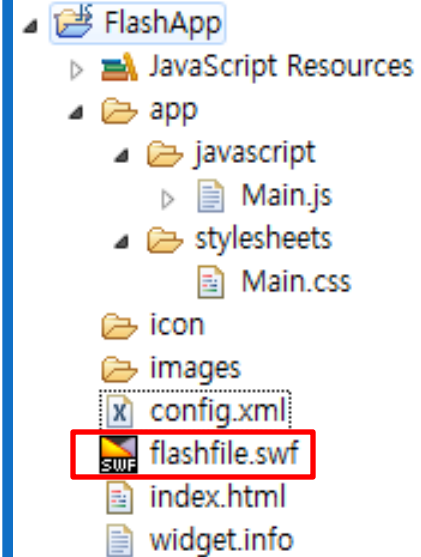 FlashApp
JavaScript Resources
app
javascript
Main.js
stylesheets
Main.css
icon
images
X config.xml
SWF flashfile.swf
index.html
widget.info